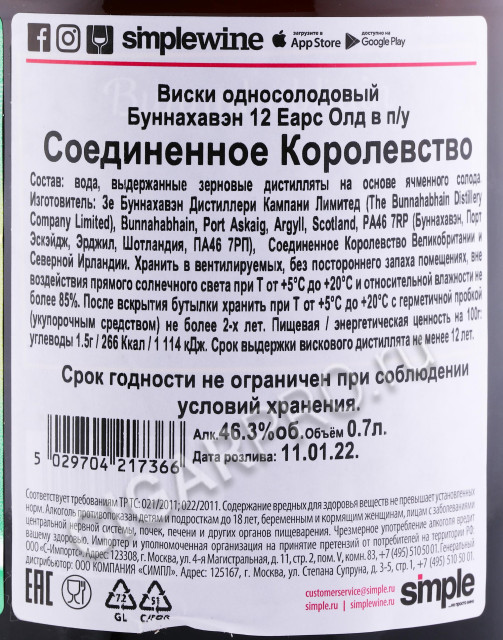 simplewine загрузите в App Store доступно на Google Play
Виски односолодовый
Буннахавэн 12 Еарс Олд в п/у
Соединенное Королевство
Состав: вода, выдержанные зерновые дистилляты на основе ячменного солода.
Изготовитель: Зе Буннахавэн Дистиллери Кампани Лимитед (The Bunnahabhain Distillery
Company Limited), Bunnahabhain, Port Askaig, Argyll, Scotland, PA46 7RP (Буннахавэн, Порт
Эскэйдж, Эрджил, Шотландия, ПА46 7РП), Соединенное Королевство Великобритании и
Северной Ирландии. Хранить в вентилируемых, без постороннего запаха помещениях, вне
воздействия прямого солнечного света при Т от +5°С до +20°С и относительной влажности не
более 85%. После вскрытия бутылки хранить при Т от +5°С до +20°С с герметичной пробкой
(укупорочным средством) не более 2-х лет. Пищевая / энергетическая ценность на 100г:
углеводы 1.5г / 266 Ккал / 1 114 кДж. Срок выдержки вискового дистиллята не менее 12 лет.
Срок годности не ограничен при соблюдении
условий хранения.
Алк.46.3%об.Объём 0.7л.
Дата розлива: 11.01.22.
5 029704 217366
Соответствует требованиям ТР ТС: 021/2011; 022/2011. Содержание вредных для здоровья веществ не превышает установленных
норм. Алкоголь противопоказан детям и подросткам до 18 лет, беременным и кормящим женщинам, лицам с заболеваниями
центральной нервной системы, почек, печени и других органов пищеварения. Чрезмерное употребление алкоголя вредит
вашему здоровью. Импортер и уполномоченная организация на принятие претензий от потребителей на территории РФ:
ООО «С-Импорт». Адрес:123308, Г.Москва, ул. 4-я Магистральная, д.11, стр. 2, пом. V, комн. 83, +7 (495) 510 50 01. Генеральный
дистрибьютор: ООО КОМПАНИЯ «СИМПЛ». Адрес: 125167, г. Москва, ул. Степана Супруна, д. 3-5, стр. 1, +7 (495) 510 50 01.
EAC
72
GL
51
customerservice@simple.ru
simple.ru | simplewine.ru
simple
...не просто вино